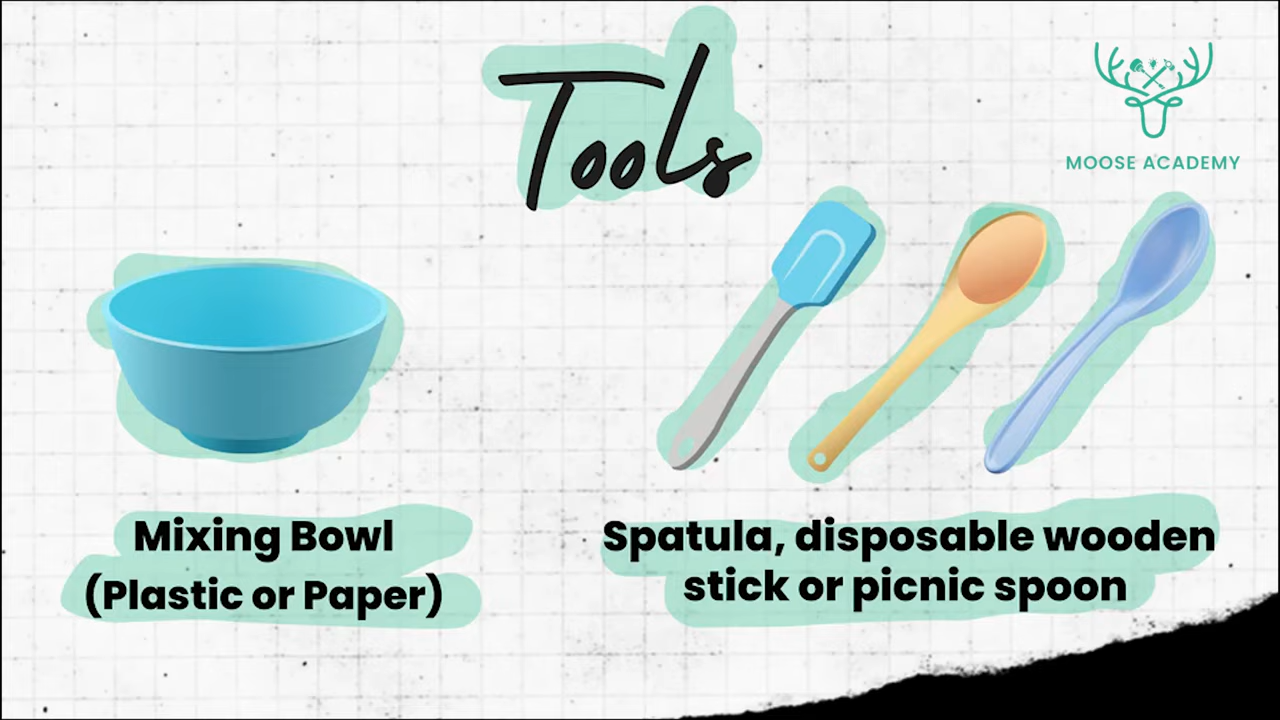 Tools
MOOSE ACADEMY
Mixing Bowl
(Plastic or Paper)
Spatula, disposable wooden
stick or picnic spoon